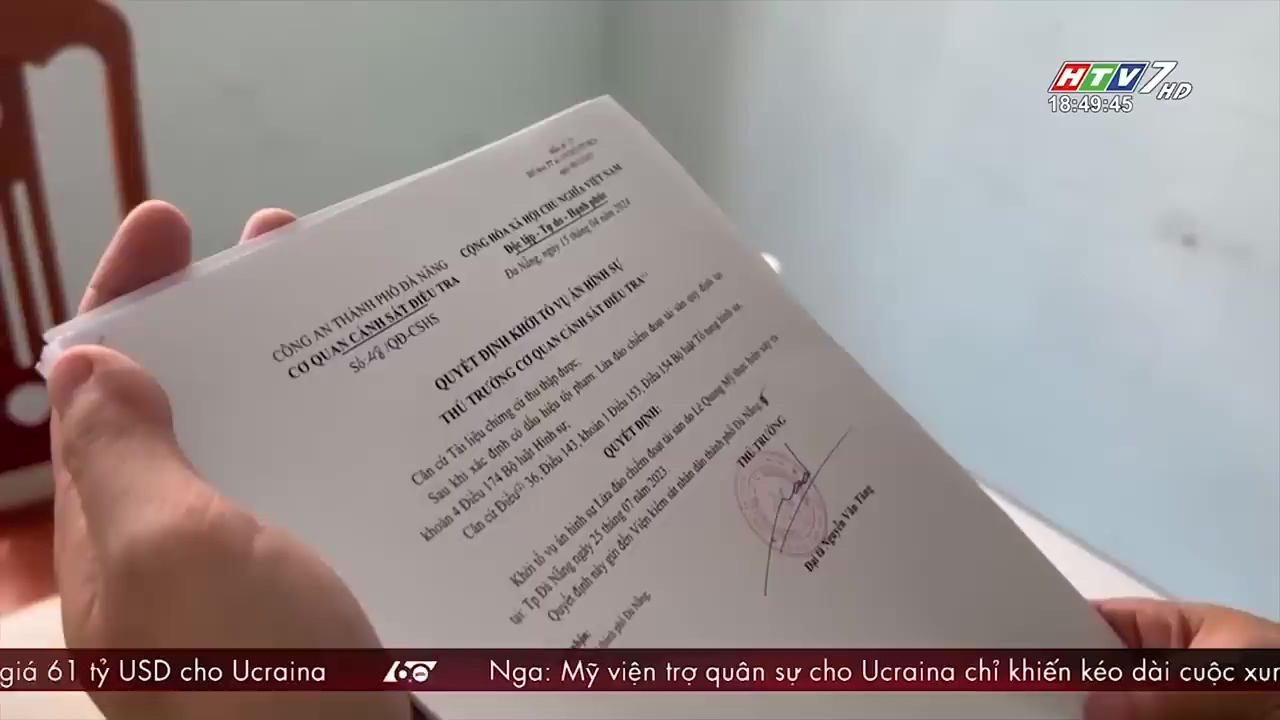 HTV7 HD
18:49:45
CỘNG HÒA XÃ HỘI CHỦ NGHĨA VIỆT NAM
Độc lập - Tự do - Hạnh phúc
Đà Nẵng, ngày 15 tháng 04 năm 2024
CÔNG AN THÀNH PHỐ ĐÀ NẴNG
CƠ QUAN CẢNH SÁT ĐIỀU TRA
Số: 48/QĐ-CSHS
QUYẾT ĐỊNH KHỞI TỐ VỤ ÁN HÌNH SỰ
THỦ TRƯỞNG CƠ QUAN CẢNH SÁT ĐIỀU TRA
Căn cứ Tài liệu chứng cứ thu thập được;
Sau khi xác định có dấu hiệu tội phạm: Lừa đảo chiếm đoạt tài sản quy định tại
khoản 4 Điều 174 Bộ luật Hình sự;
Căn cứ Điều 36, Điều 143, khoản 1 Điều 153, Điều 154 Bộ luật Tố tụng hình sự,
QUYẾT ĐỊNH:
Khởi tố vụ án hình sự Lừa đảo chiếm đoạt tài sản do Lê Quang Mỹ thực hiện xảy ra
tại: Tp Đà Nẵng ngày 25 tháng 07 năm 2023
Quyết định này gửi đến Viện kiểm sát nhân dân thành phố Đà Nẵng
THỦ TRƯỞNG
Đại tá Nguyễn Văn Tăng
nhận:
thành phố Đà Nẵng
giá 61 tỷ USD cho Ucraina 60 Nga: Mỹ viện trợ quân sự cho Ucraina chỉ khiến kéo dài cuộc xun